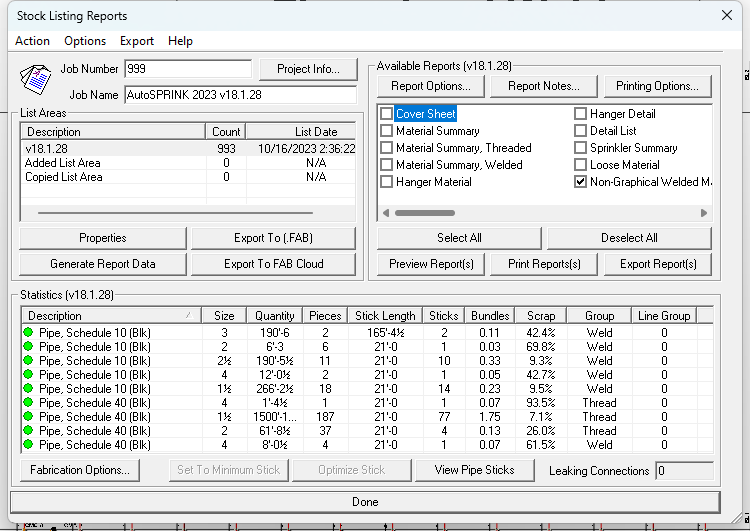 Stock Listing Reports
Action Options Export Help
Job Number 999 Project Info...
Job Name AutoSPRINK 2023 v18.1.28
List Areas
Description Count List Date
v18.1.28 993 10/16/2023 2:36:22
Added List Area 0 N/A
Copied List Area 0 N/A
Properties Export To (.FAB)
Generate Report Data Export To FAB Cloud
Available Reports (v18.1.28)
Report Options... Report Notes... Printing Options...
Cover Sheet Hanger Detail
Material Summary Detail List
Material Summary, Threaded Sprinkler Summary
Material Summary, Welded Loose Material
Hanger Material Non-Graphical Welded M
Select All Deselect All
Preview Report(s) Print Reports(s) Export Report(s)
Statistics (v18.1.28)
Description Size Quantity Pieces Stick Length Sticks Bundles Scrap Group Line Group
Pipe, Schedule 10 (Blk) 3 190'-6 2 165'-4½ 2 0.11 42.4% Weld 0
Pipe, Schedule 10 (Blk) 2 6'-3 6 21'-0 1 0.03 69.8% Weld 0
Pipe, Schedule 10 (Blk) 2½ 190'-5½ 11 21'-0 10 0.33 9.3% Weld 0
Pipe, Schedule 10 (Blk) 4 12'-0½ 2 21'-0 1 0.05 42.7% Weld 0
Pipe, Schedule 10 (Blk) 1½ 266'-2½ 18 21'-0 14 0.23 9.5% Weld 0
Pipe, Schedule 40 (Blk) 4 1'-4½ 1 21'-0 1 0.07 93.5% Thread 0
Pipe, Schedule 40 (Blk) 1½ 1500'-1... 187 21'-0 77 1.75 7.1% Thread 0
Pipe, Schedule 40 (Blk) 2 61'-8½ 37 21'-0 4 0.13 26.0% Thread 0
Pipe, Schedule 40 (Blk) 4 8'-0½ 4 21'-0 1 0.07 61.5% Weld 0
Fabrication Options... Set To Minimum Stick Optimize Stick View Pipe Sticks Leaking Connections 0
Done